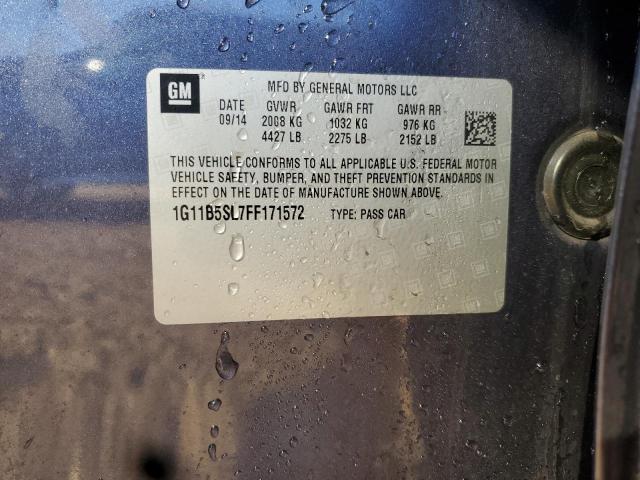 GM
MFD BY GENERAL MOTORS LLC
DATE GVWR GAWR FRT GAWR RR
09/14 2008 KG 1032 KG 976 KG
4427 LB 2275 LB 2152 LB
THIS VEHICLE CONFORMS TO ALL APPLICABLE U.S. FEDERAL MOTOR
VEHICLE SAFETY, BUMPER, AND THEFT PREVENTION STANDARDS IN
EFFECT ON THE DATE OF MANUFACTURE SHOWN ABOVE.
1G11B5SL7FF171572 TYPE: PASS CAR